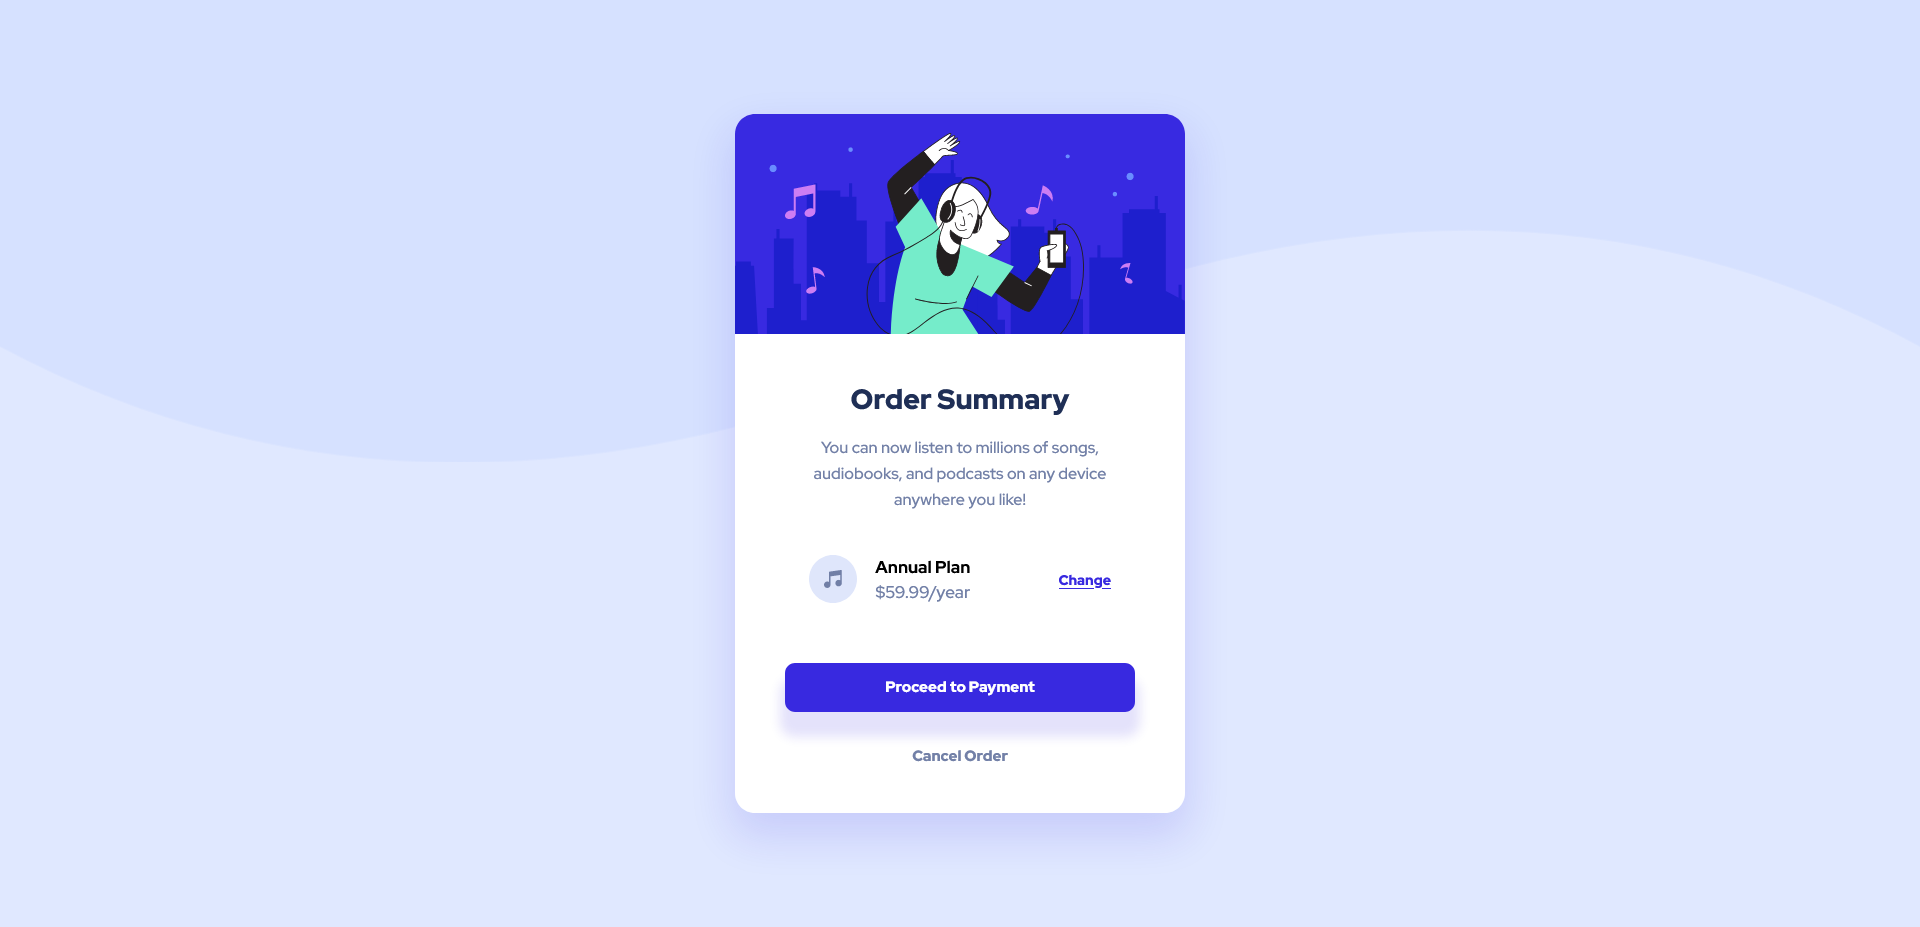 Order Summary
You can now listen to millions of songs,
audiobooks, and podcasts on any device
anywhere you like!
Annual Plan
$59.99/year
Change
Proceed to Payment
Cancel Order